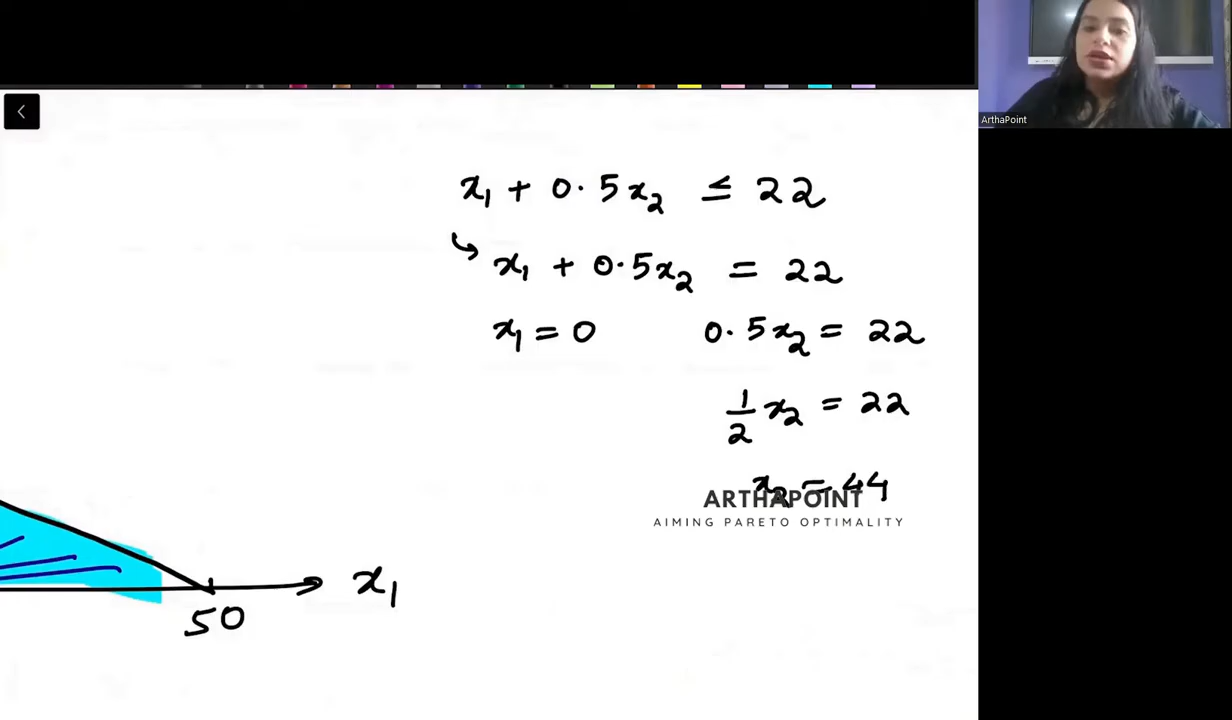 ArthaPoint
x₁ + 0.5x₂ ≤ 22
↳ x₁ + 0.5x₂ = 22
x₁ = 0 0.5x₂ = 22
1/2 x₂ = 22
x₂ = 44
ARTHAPOINT
AIMING PARETO OPTIMALITY
x₁
50